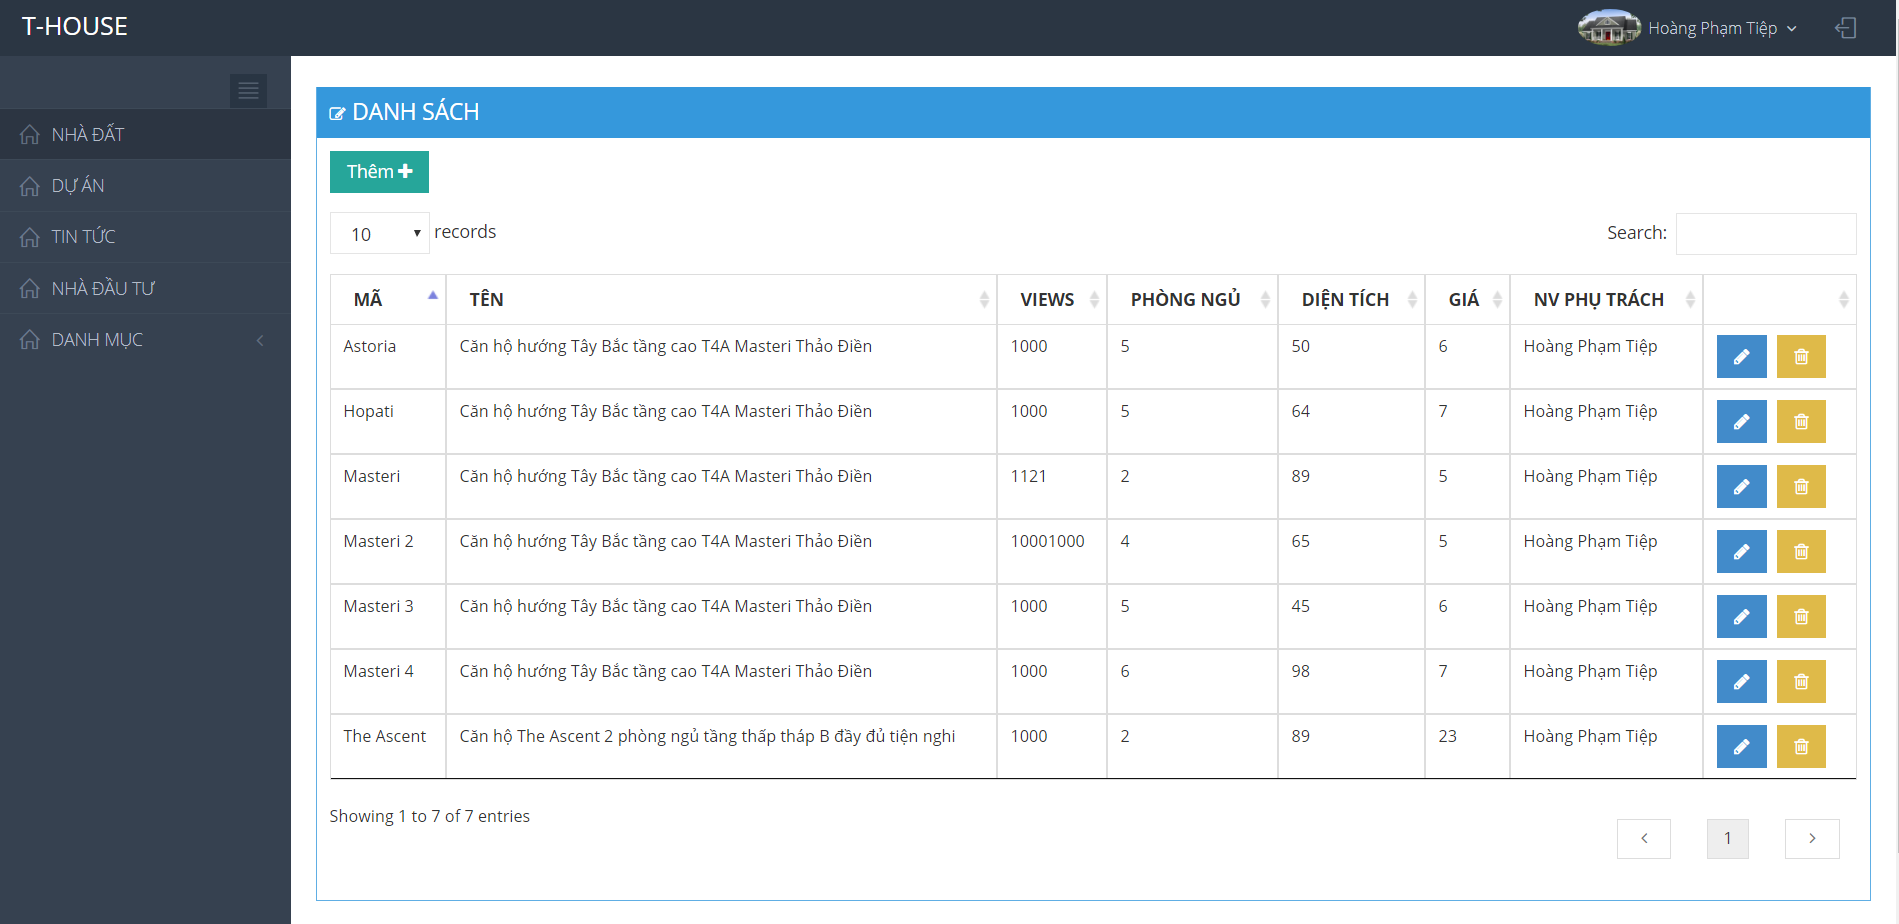 T-HOUSE
Hoàng Phạm Tiệp
NHÀ ĐẤT
DỰ ÁN
TIN TỨC
NHÀ ĐẦU TƯ
DANH MỤC
DANH SÁCH
Thêm
10 records
Search:
MÃ TÊN VIEWS PHÒNG NGỦ DIỆN TÍCH GIÁ NV PHỤ TRÁCH
Astoria Căn hộ hướng Tây Bắc tầng cao T4A Masteri Thảo Điền 1000 5 50 6 Hoàng Phạm Tiệp
Hopati Căn hộ hướng Tây Bắc tầng cao T4A Masteri Thảo Điền 1000 5 64 7 Hoàng Phạm Tiệp
Masteri Căn hộ hướng Tây Bắc tầng cao T4A Masteri Thảo Điền 1121 2 89 5 Hoàng Phạm Tiệp
Masteri 2 Căn hộ hướng Tây Bắc tầng cao T4A Masteri Thảo Điền 10001000 4 65 5 Hoàng Phạm Tiệp
Masteri 3 Căn hộ hướng Tây Bắc tầng cao T4A Masteri Thảo Điền 1000 5 45 6 Hoàng Phạm Tiệp
Masteri 4 Căn hộ hướng Tây Bắc tầng cao T4A Masteri Thảo Điền 1000 6 98 7 Hoàng Phạm Tiệp
The Ascent Căn hộ The Ascent 2 phòng ngủ tầng thấp tháp B đầy đủ tiện nghi 1000 2 89 23 Hoàng Phạm Tiệp
Showing 1 to 7 of 7 entries
1